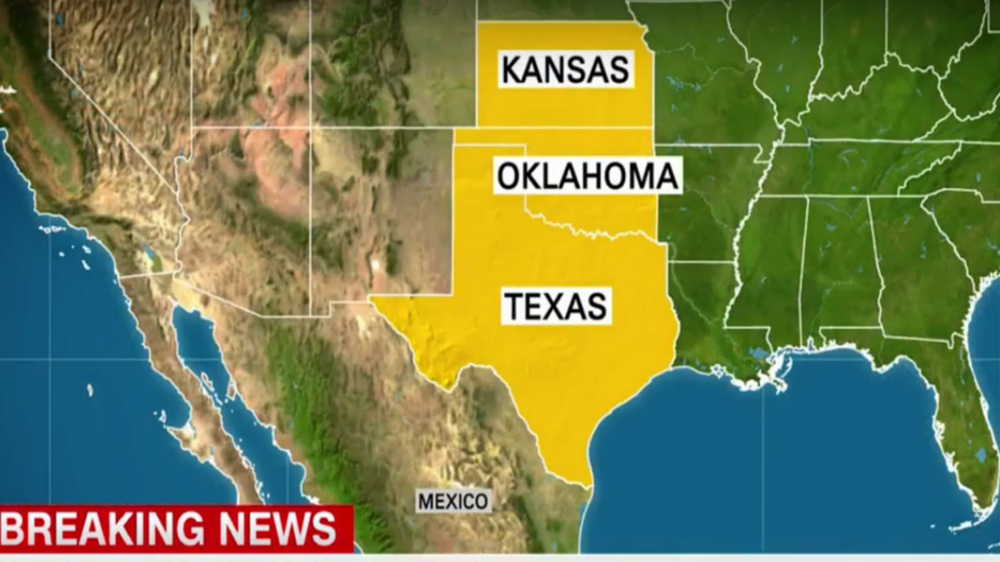 KANSAS
OKLAHOMA
TEXAS
MEXICO
BREAKING NEWS